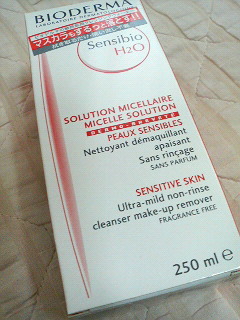 BIODERMA
LABORATOIRE DERMATOLOGIQUE
マスカラもするっと落とす!!
Sensibio
H2O
SOLUTION MICELLAIRE
MICELLE SOLUTION
PEAUX SENSIBLES
Nettoyant démaquillant
apaisant
Sans rinçage
SANS PARFUM
SENSITIVE SKIN
Ultra-mild non-rinse
cleanser make-up remover
FRAGRANCE FREE
250 ml e